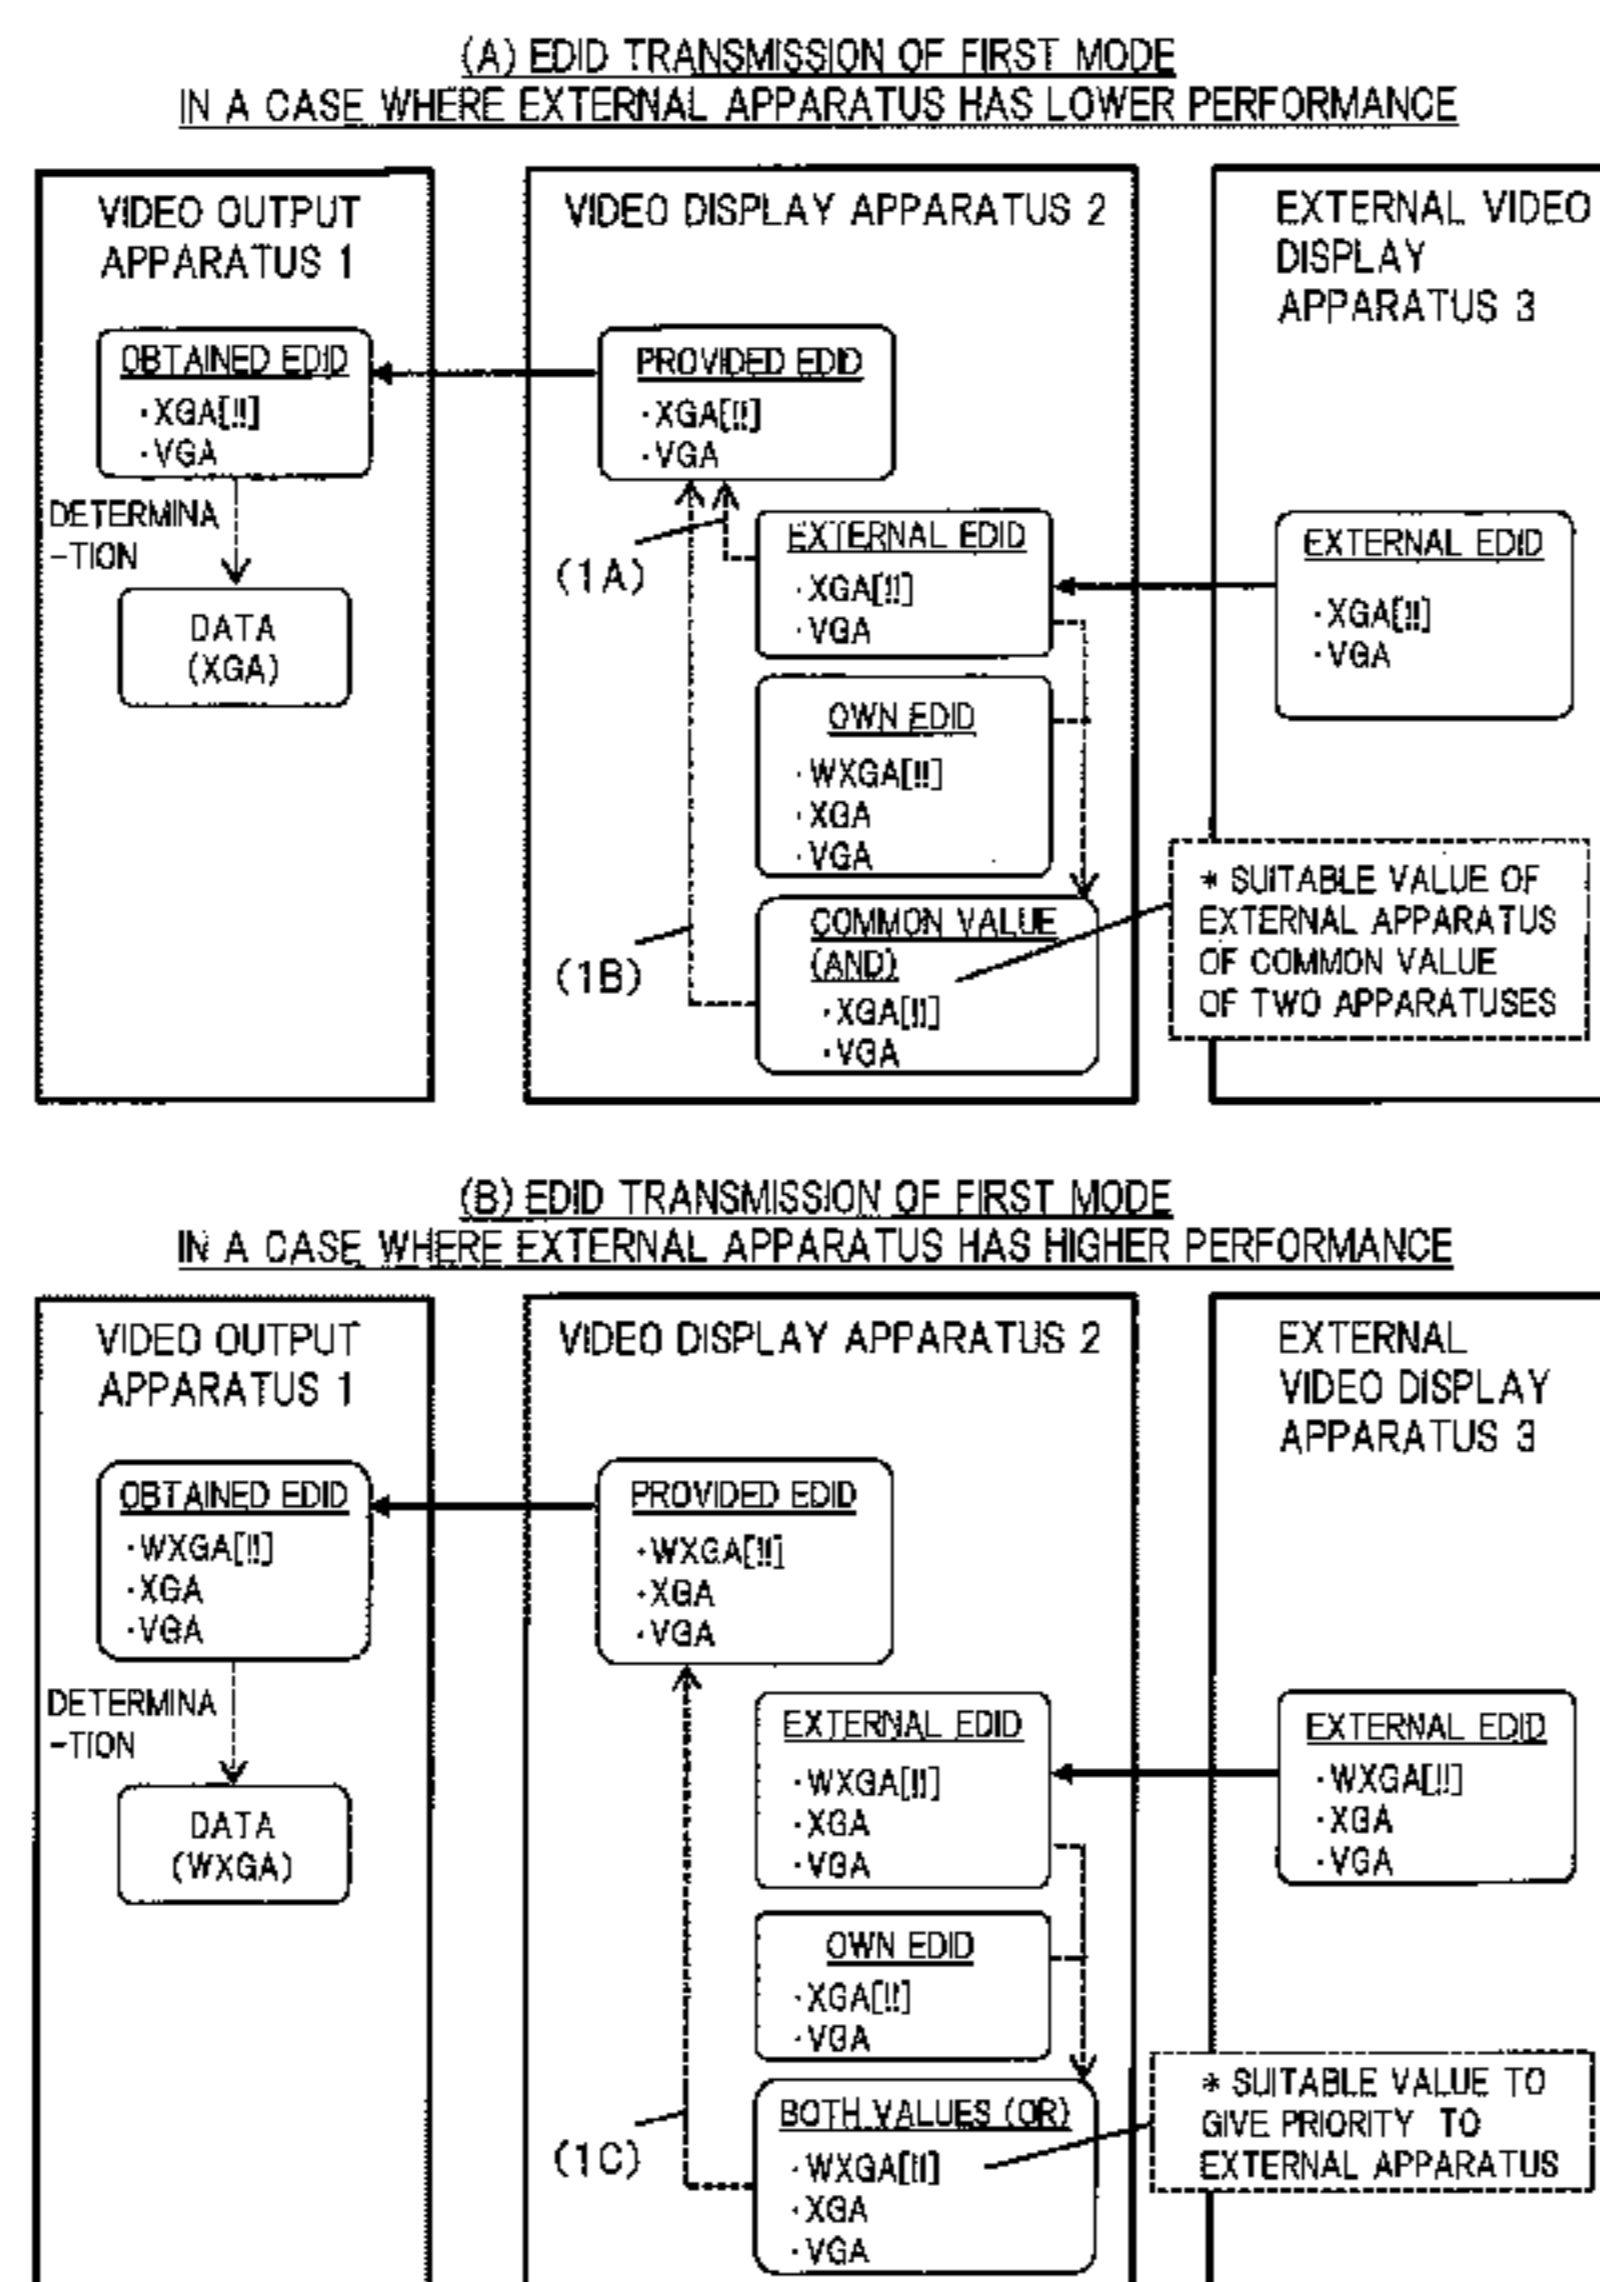 (A) EDID TRANSMISSION OF FIRST MODE
IN A CASE WHERE EXTERNAL APPARATUS HAS LOWER PERFORMANCE
VIDEO OUTPUT
APPARATUS 1
OBTAINED EDID
・XGA[!!]
・VGA
DETERMINA
-TION
DATA
(XGA)
VIDEO DISPLAY APPARATUS 2
PROVIDED EDID
・XGA[!!]
・VGA
(1A)
EXTERNAL EDID
・XGA[!!]
・VGA
OWN EDID
・WXGA[!!]
・XGA
・VGA
(1B)
COMMON VALUE
(AND)
・XGA[!!]
・VGA
EXTERNAL VIDEO
DISPLAY
APPARATUS 3
EXTERNAL EDID
・XGA[!!]
・VGA
* SUITABLE VALUE OF
EXTERNAL APPARATUS
OF COMMON VALUE
OF TWO APPARATUSES
(B) EDID TRANSMISSION OF FIRST MODE
IN A CASE WHERE EXTERNAL APPARATUS HAS HIGHER PERFORMANCE
VIDEO OUTPUT
APPARATUS 1
OBTAINED EDID
・WXGA[!!]
・XGA
・VGA
DETERMINA
-TION
DATA
(WXGA)
VIDEO DISPLAY APPARATUS 2
PROVIDED EDID
・WXGA[!!]
・XGA
・VGA
EXTERNAL EDID
・WXGA[!!]
・XGA
・VGA
OWN EDID
・XGA[!!]
・VGA
(1C)
BOTH VALUES (OR)
・WXGA[!!]
・XGA
・VGA
EXTERNAL
VIDEO DISPLAY
APPARATUS 3
EXTERNAL EDID
・WXGA[!!]
・XGA
・VGA
* SUITABLE VALUE TO
GIVE PRIORITY TO
EXTERNAL APPARATUS